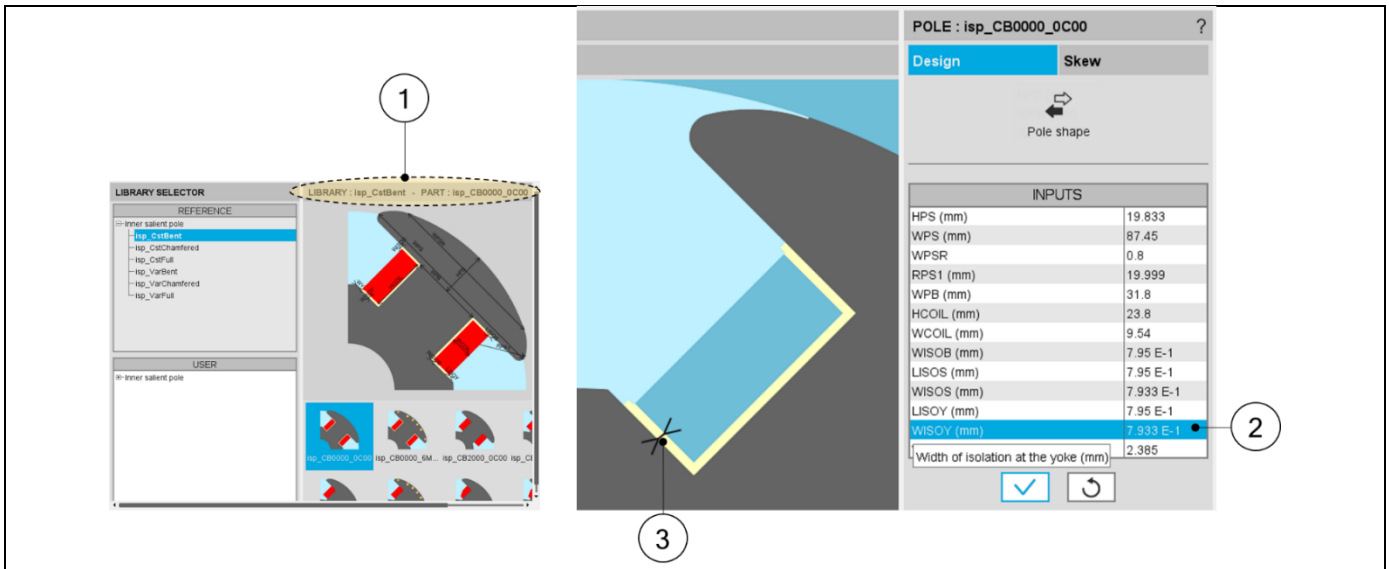 1
LIBRARY SELECTOR
LIBRARY : isp_CstBent - PART : isp_CB0000_0C00
REFERENCE
Inner salient pole
isp_CstBent
isp_CstChamfered
isp_CstFull
isp_VarBent
isp_VarChamfered
isp_VarFull
USER
Inner salient pole
isp_CB0000_0C00 isp_CB0000_6M... isp_CB2000_0C00
POLE : isp_CB0000_0C00 ?
Design Skew
Pole shape
INPUTS
HPS (mm) 19.833
WPS (mm) 87.45
WPSR 0.8
RPS1 (mm) 19.999
WPB (mm) 31.8
HCOIL (mm) 23.8
WCOIL (mm) 9.54
WISOB (mm) 7.95 E-1
LISOS (mm) 7.95 E-1
WISOS (mm) 7.933 E-1
LISOY (mm) 7.95 E-1
WISOY (mm) 7.933 E-1
2.385
Width of isolation at the yoke (mm)
2
3